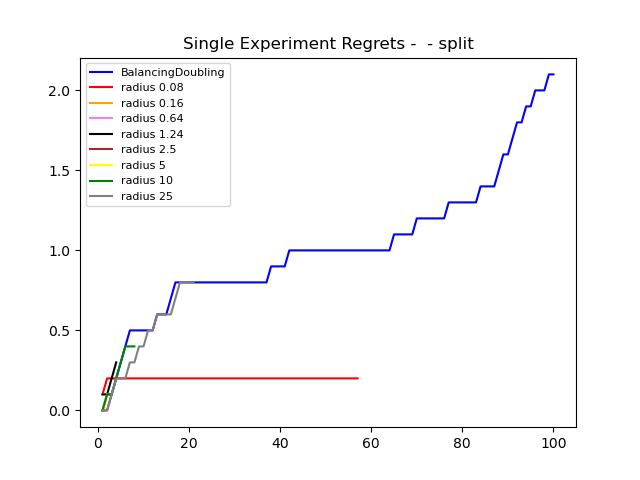 Single Experiment Regrets -  - split
BalancingDoubling
radius 0.08
radius 0.16
radius 0.64
radius 1.24
radius 2.5
radius 5
radius 10
radius 25
2.0
1.5
1.0
0.5
0.0
0 20 40 60 80 100